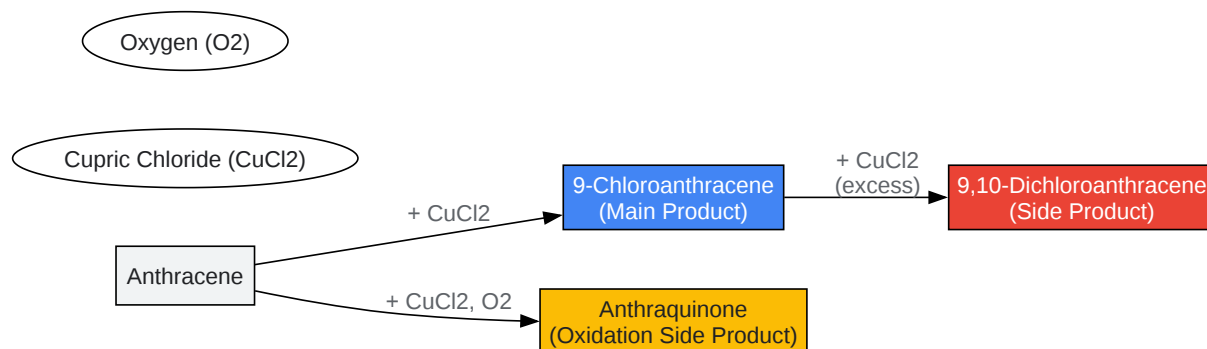 Oxygen (O2)
Cupric Chloride (CuCl2)
+ CuCl2
(excess)
9-Chloroanthracene
(Main Product)
9,10-Dichloroanthracene
(Side Product)
+ CuCl2
Anthracene
+ CuCl2, O2
Anthraquinone
(Oxidation Side Product)